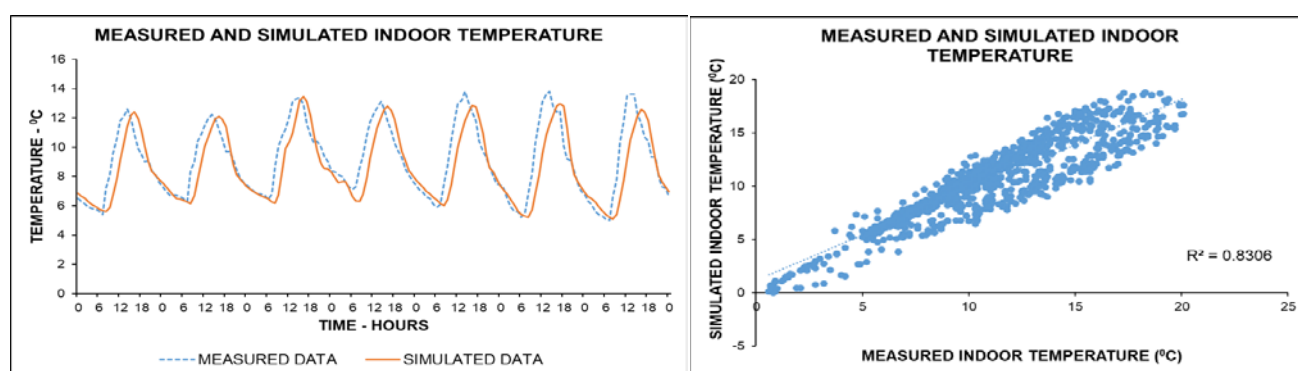 MEASURED AND SIMULATED INDOOR TEMPERATURE
TEMPERATURE - ⁰C
16
14
12
10
8
6
4
2
0
0 6 12 18 0 6 12 18 0 6 12 18 0 6 12 18 0 6 12 18 0 6 12 18 0 6 12 18 0
TIME - HOURS
MEASURED DATA SIMULATED DATA
MEASURED AND SIMULATED INDOOR
TEMPERATURE
SIMULATED INDOOR TEMPERATURE (⁰C)
20
15
10
5
0
-5
0 5 10 15 20 25
R² = 0.8306
MEASURED INDOOR TEMPERATURE (⁰C)